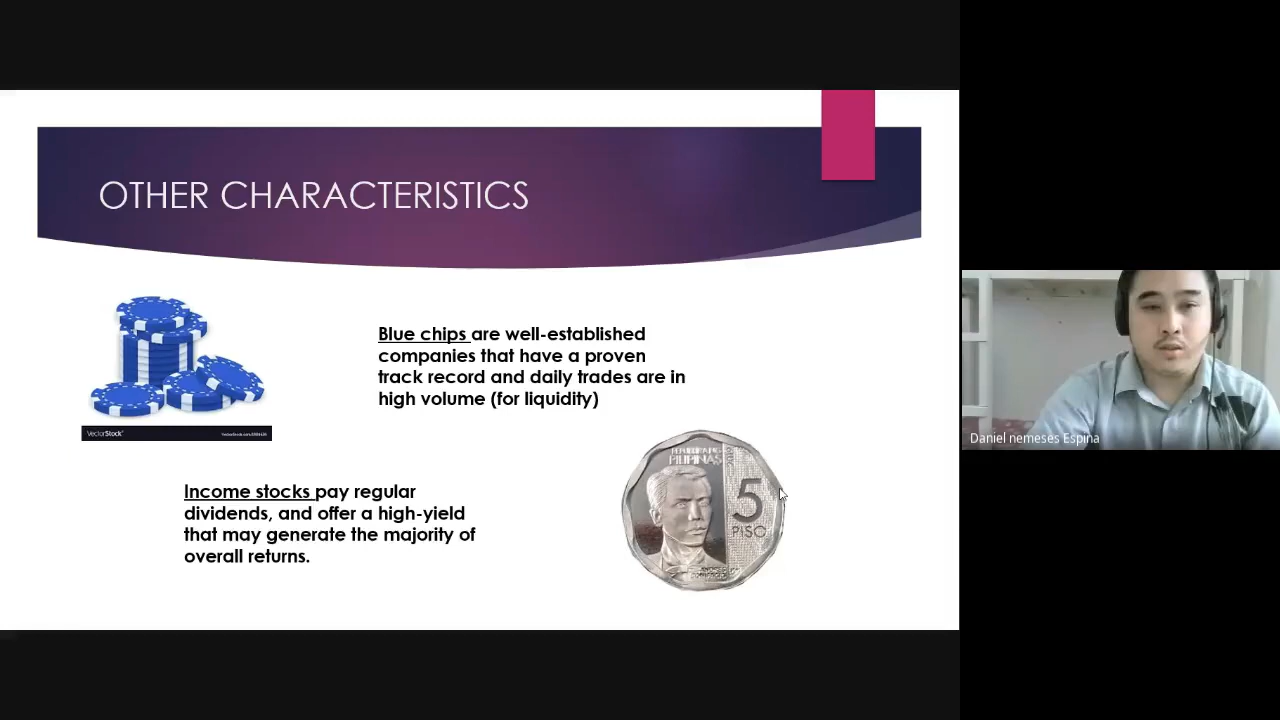 OTHER CHARACTERISTICS
Blue chips are well-established
companies that have a proven
track record and daily trades are in
high volume (for liquidity)
VectorStock
Income stocks pay regular
dividends, and offer a high-yield
that may generate the majority of
overall returns.
PILIPINAS
5
PISO
Daniel nemeses Espina